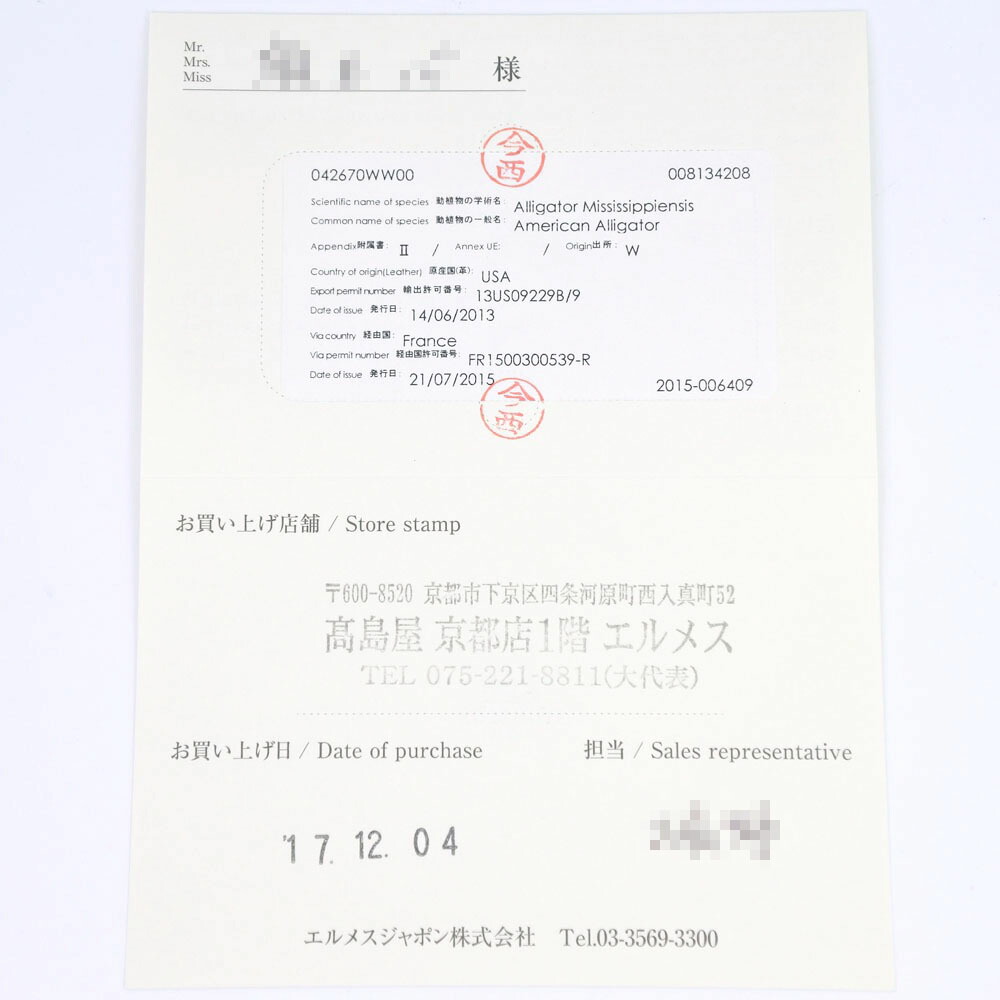 Mr.
Mrs.
Miss
様
今西
042670WW00 008134208
Scientific name of species 動植物の学術名: Alligator Mississippiensis
Common name of species 動植物の一般名: American Alligator
Appendix附属書: II / Annex UE: / Origin出所: W
Country of origin(Leather) 原産国(革): USA
Export permit number 輸出許可番号: 13US09229B/9
Date of issue 発行日: 14/06/2013
Via country 経由国: France
Via permit number 経由国許可番号: FR1500300539-R
Date of issue 発行日: 21/07/2015 2015-006409
今西
お買い上げ店舗 / Store stamp
〒600-8520 京都市下京区四条河原町西入真町52
髙島屋 京都店1階 エルメス
TEL 075-221-8811(大代表)
お買い上げ日 / Date of purchase 担当 / Sales representative
'17.12.04
エルメスジャポン株式会社 Tel.03-3569-3300